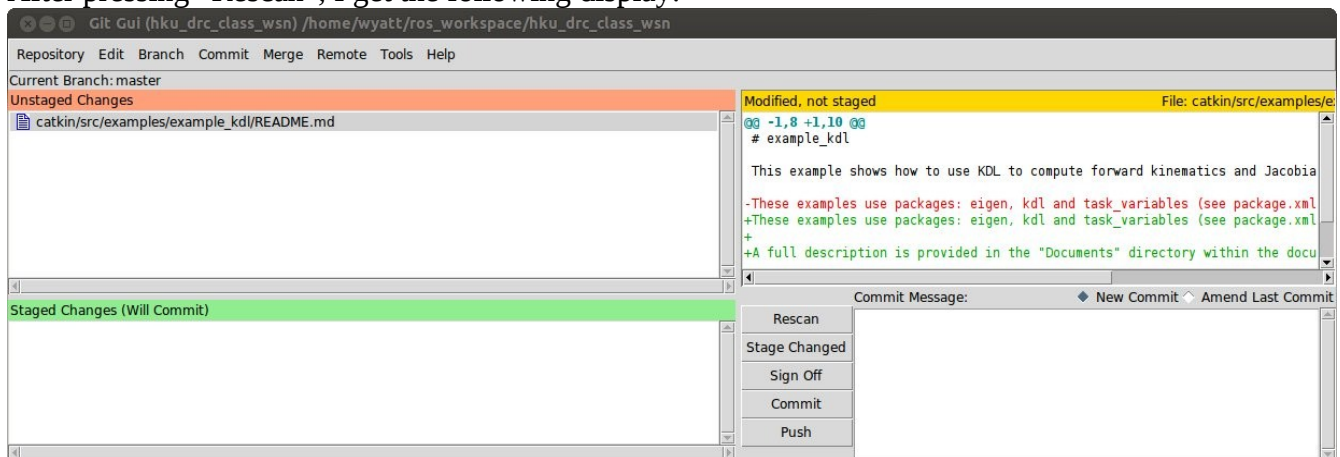 After pressing "Rescan", I get the following display:
Git Gui (hku_drc_class_wsn) /home/wyatt/ros_workspace/hku_drc_class_wsn
Repository Edit Branch Commit Merge Remote Tools Help
Current Branch: master
Unstaged Changes
catkin/src/examples/example_kdl/README.md
Modified, not staged File: catkin/src/examples/e
@@ -1,8 +1,10 @@
# example_kdl
This example shows how to use KDL to compute forward kinematics and Jacobia
-These examples use packages: eigen, kdl and task_variables (see package.xml
+These examples use packages: eigen, kdl and task_variables (see package.xml
+
+A full description is provided in the "Documents" directory within the docu
Staged Changes (Will Commit)
Commit Message: New Commit Amend Last Commit
Rescan
Stage Changed
Sign Off
Commit
Push